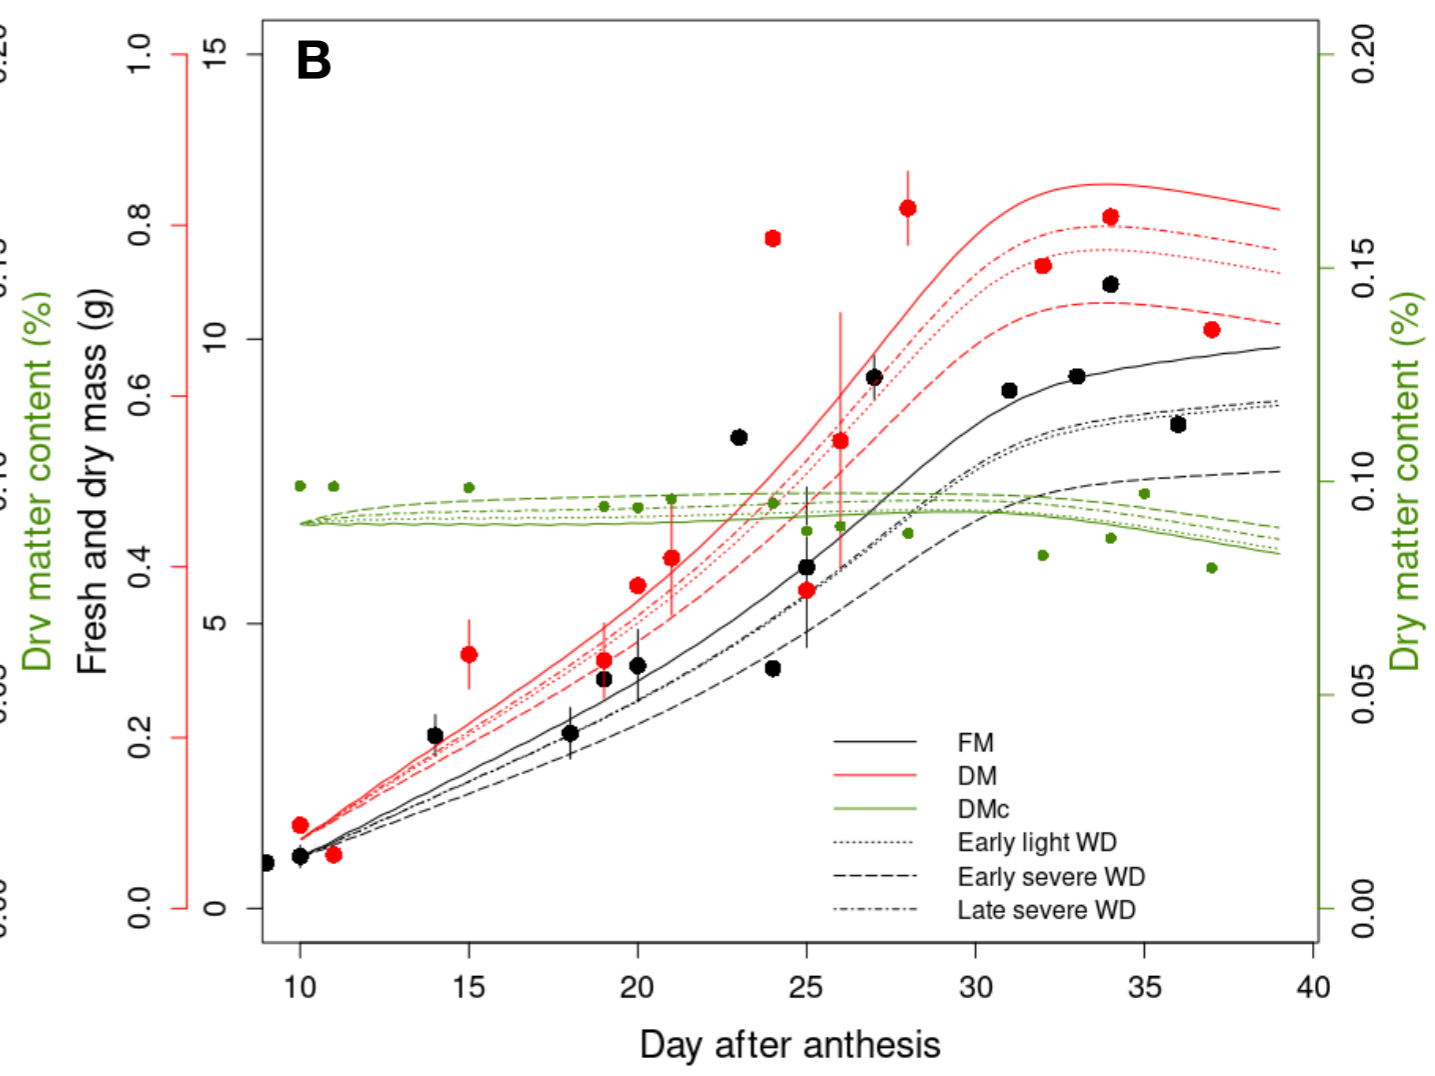 B
Dry matter content (%)
Fresh and dry mass (g)
1.0
0.8
0.6
0.4
0.2
0.0
15
10
5
0
0.20
0.15
0.10
0.05
0.00
Dry matter content (%)
FM
DM
DMc
Early light WD
Early severe WD
Late severe WD
10 15 20 25 30 35 40
Day after anthesis